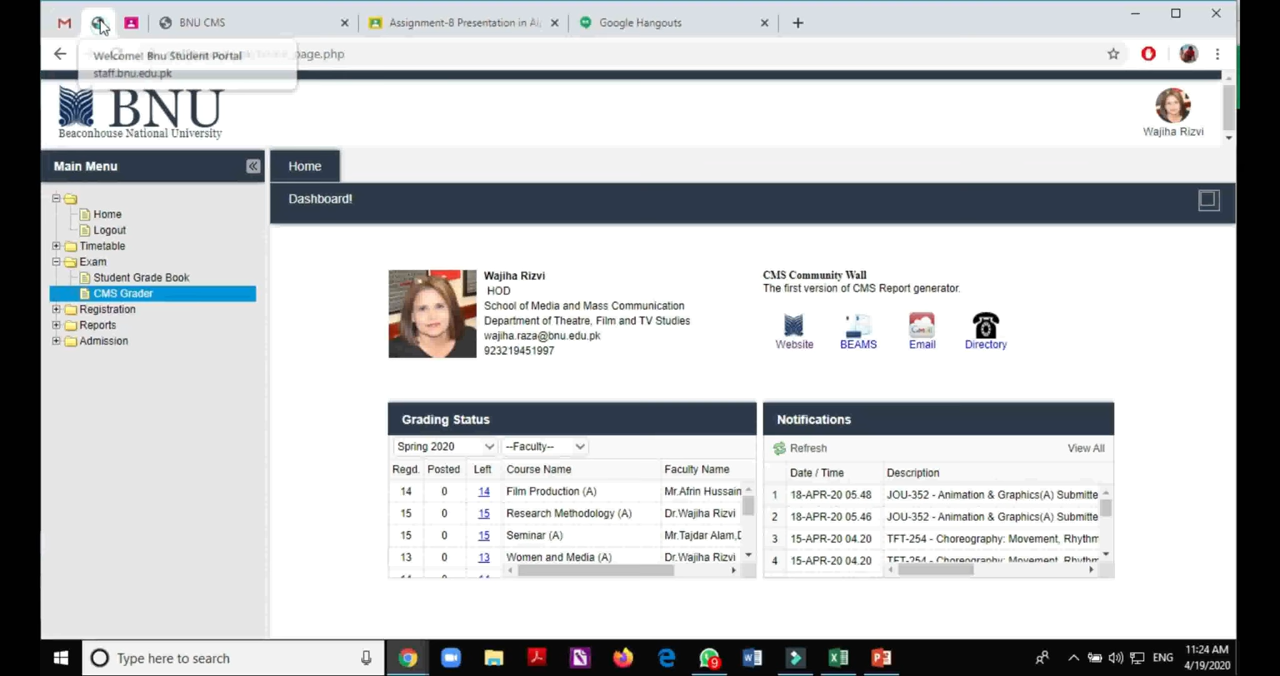 BNU CMS
Assignment-8 Presentation in
Google Hangouts
Welcome! Bnu Student Portal
page.php
staff.bnu.edu.pk
BNU
Beaconhouse National University
Wajiha Rizvi
Main Menu
Home
Dashboard!
Home
Logout
Timetable
Exam
Student Grade Book
CMS Grader
Registration
Reports
Admission
Wajiha Rizvi
HOD
School of Media and Mass Communication
Department of Theatre, Film and TV Studies
wajiha.raza@bnu.edu.pk
923219451997
CMS Community Wall
The first version of CMS Report generator.
Website
BEAMS
Email
Directory
Grading Status
Spring 2020
--Faculty--
Regd. Posted Left Course Name Faculty Name
14 0 14 Film Production (A) Mr.Afrin Hussain
15 0 15 Research Methodology (A) Dr.Wajiha Rizvi
15 0 15 Seminar (A) Mr.Tajdar Alam,D
13 0 13 Women and Media (A) Dr.Wajiha Rizvi
Notifications
Refresh
View All
Date / Time Description
1 18-APR-20 05.48 JOU-352 - Animation & Graphics(A) Submitte
2 18-APR-20 05.46 JOU-352 - Animation & Graphics(A) Submitte
3 15-APR-20 04.20 TFT-254 - Choreography: Movement, Rhythm
4 15-APR-20 04.20 TFT-254 - Choreography: Movement, Rhythm
Type here to search
9
ENG
11:24 AM
4/19/2020